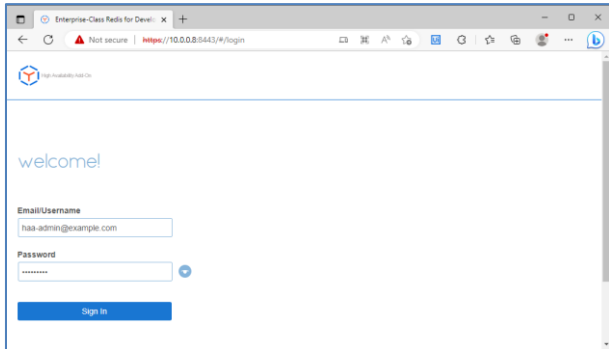 Enterprise-Class Redis for Develo
Not secure https://10.0.0.8:8443/#/login
High Availability Add-On
welcome!
Email/Username
haa-admin@example.com
Password
Sign In